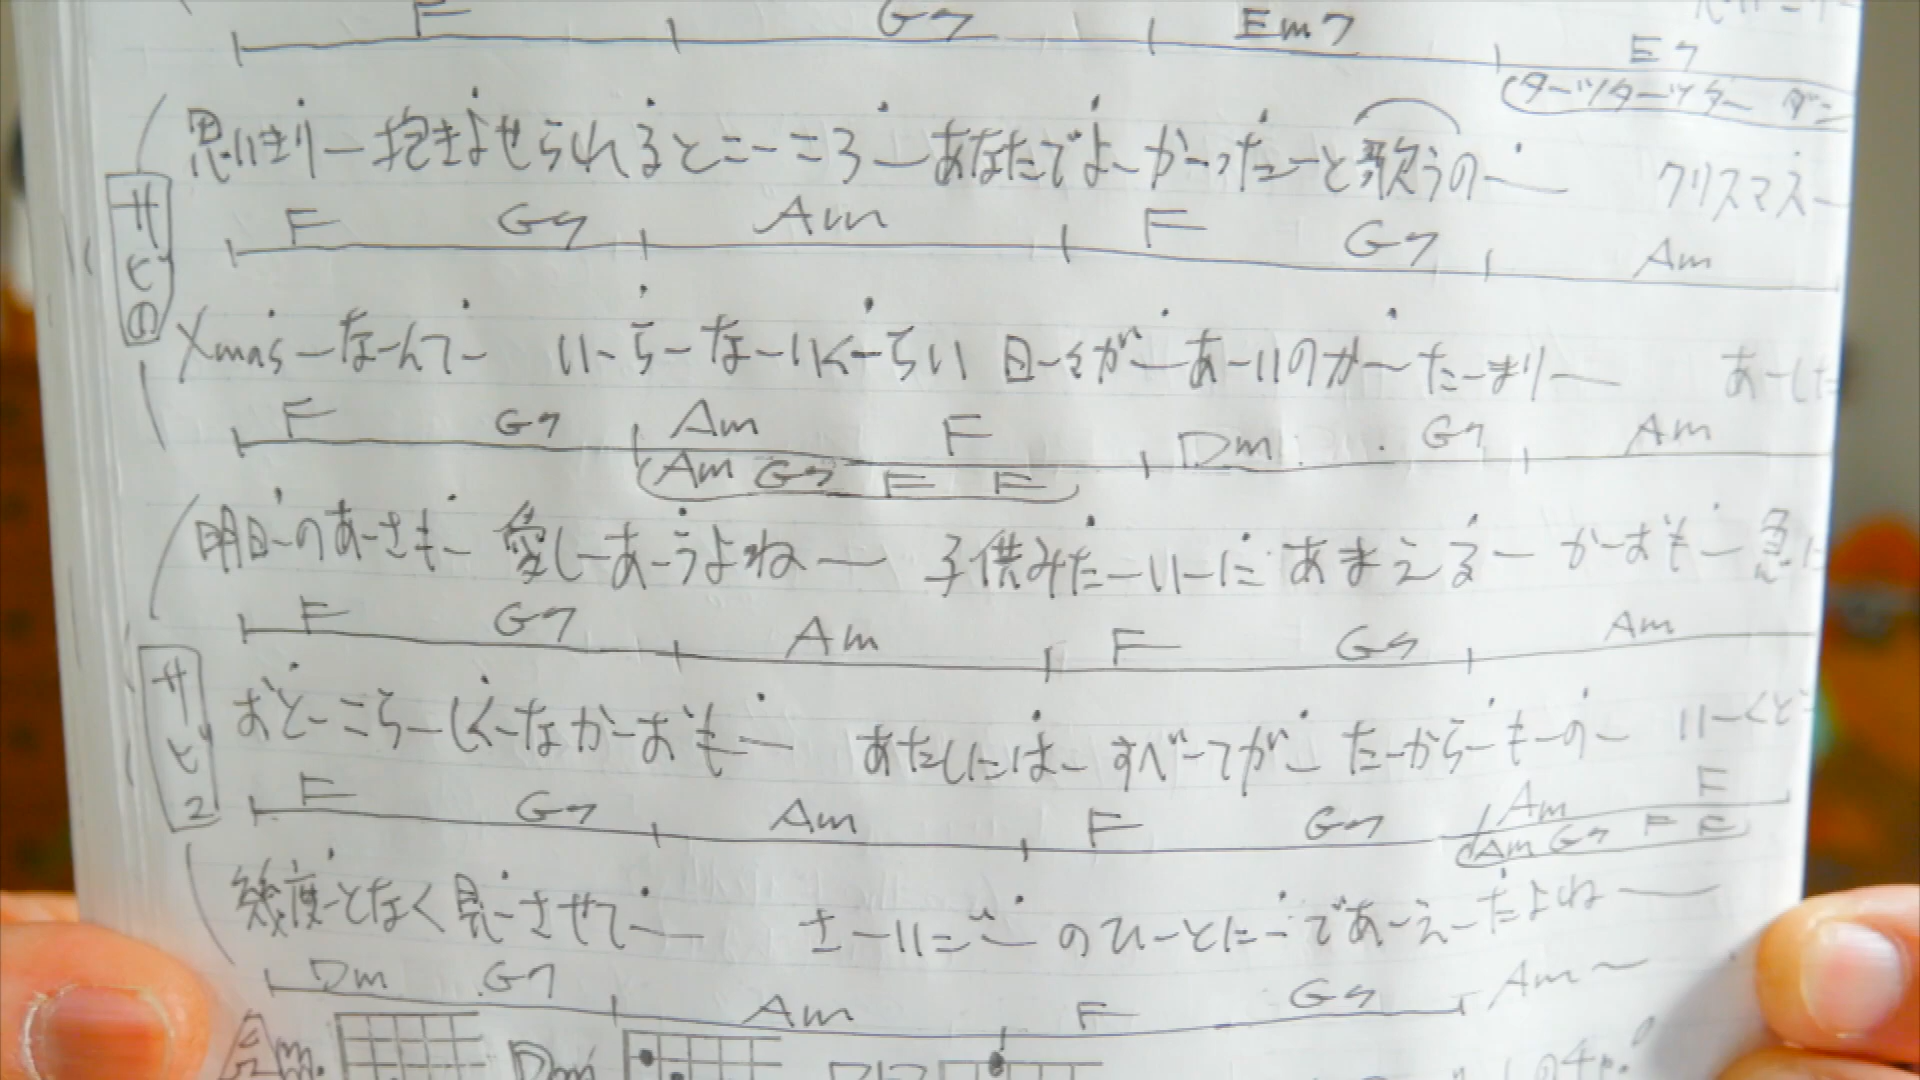 F G7 Em7 E7
(ターッターッター ダン
思いきりー抱きよせられるとこーころーあなたでよーかーったーと歌うのー クリスマスー
サビ①
F G7 Am F G7 Am
Xmasーなーんてー いーらーなーいくーらい 日ー々がーあーいのかーたーまりー あーした
F G7 Am F Dm G7 Am
(Am G7 F F)
明日ーのあーさもー 愛しーあーうよねー 子供みたーいーに あまえるー かーおもー 急に
F G7 Am F G7 Am
サビ2
おとーこらーしくーなかーおもー あたしにはー すべーてがー たーからーもーのー いーくど
F G7 Am F G7 Am F
(Am G7 F F)
幾度ーとなく見ーさせてー さーいごーのひーとにーであーえーたよねー
Dm G7 Am F G7 Am〜
Dm